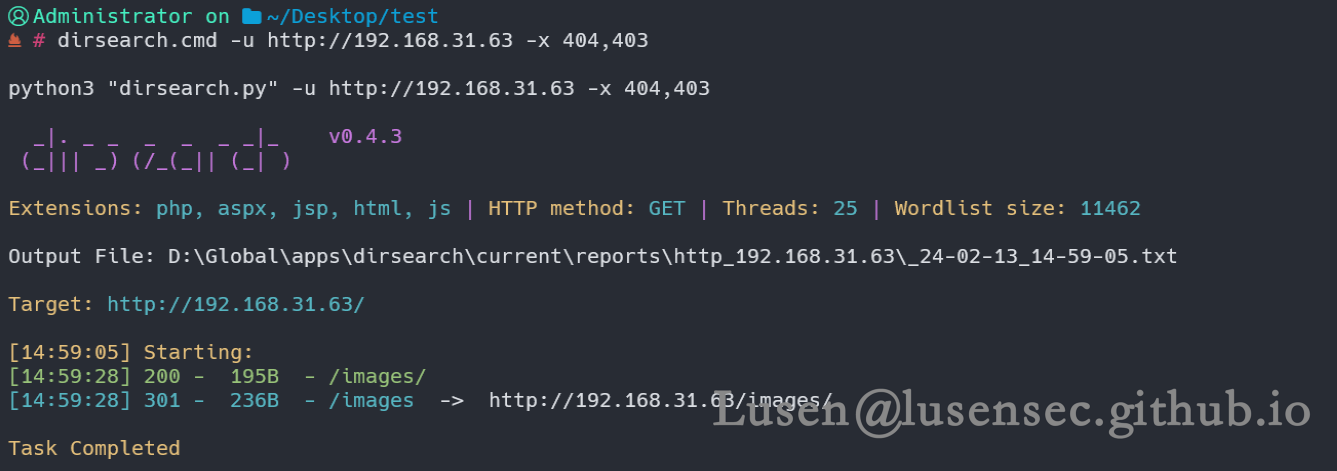 Administrator on ~/Desktop/test
# dirsearch.cmd -u http://192.168.31.63 -x 404,403
python3 "dirsearch.py" -u http://192.168.31.63 -x 404,403
  _|. _ _  _  _  _ _|_    v0.4.3
 (_||| _) (/_(_|| (_| )
Extensions: php, aspx, jsp, html, js | HTTP method: GET | Threads: 25 | Wordlist size: 11462
Output File: D:\Global\apps\dirsearch\current\reports\http_192.168.31.63\_24-02-13_14-59-05.txt
Target: http://192.168.31.63/
[14:59:05] Starting:
[14:59:28] 200 -  195B  - /images/
[14:59:28] 301 -  236B  - /images  ->  http://192.168.31.63/images/
Lusen@lusensec.github.io
Task Completed